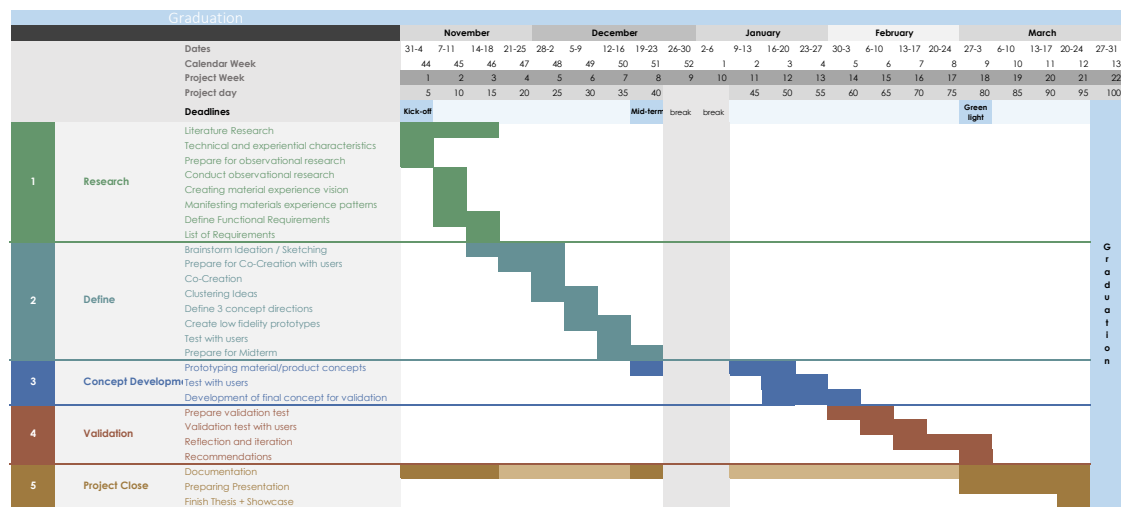 Graduation
November December January February March
Dates 31-4 7-11 14-18 21-25 28-2 5-9 12-16 19-23 26-30 2-6 9-13 16-20 23-27 30-3 6-10 13-17 20-24 27-3 6-10 13-17 20-24 27-31
Calendar Week 44 45 46 47 48 49 50 51 52 1 2 3 4 5 6 7 8 9 10 11 12 13
Project Week 1 2 3 4 5 6 7 8 9 10 11 12 13 14 15 16 17 18 19 20 21 22
Project day 5 10 15 20 25 30 35 40 45 50 55 60 65 70 75 80 85 90 95 100
Deadlines Kick-off Mid-term break break Green light
Literature Research
Technical and experiential characteristics
Prepare for observational research
Conduct observational research
1 Research
Creating material experience vision
Manifesting materials experience patterns
Define Functional Requirements
List of Requirements
Brainstorm Ideation / Sketching
Prepare for Co-Creation with users
Co-Creation
Clustering Ideas
2 Define
Define 3 concept directions
Create low fidelity prototypes
Test with users
Prepare for Midterm
Prototyping material/product concepts
3 Concept Developm Test with users
Development of final concept for validation
Prepare validation test
Validation test with users
4 Validation
Reflection and iteration
Recommendations
Documentation
5 Project Close Preparing Presentation
Finish Thesis + Showcase
Graduation